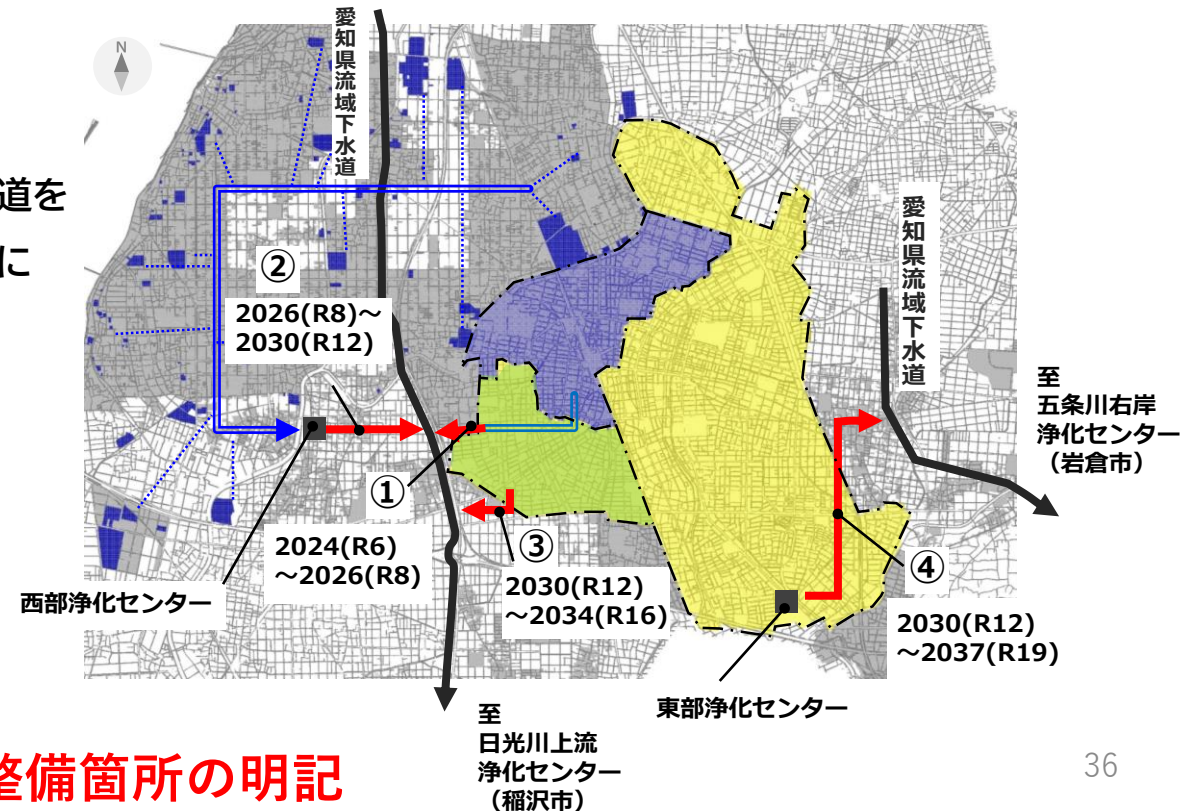 愛知県流域下水道
N
道を
に
②
2026(R8)～
2030(R12)
愛知県流域下水道
至
五条川右岸
浄化センター
（岩倉市）
①
2024(R6)
～2026(R8)
③
2030(R12)
～2034(R16)
④
2030(R12)
～2037(R19)
西部浄化センター
東部浄化センター
至
日光川上流
浄化センター
（稲沢市）
整備箇所の明記
36